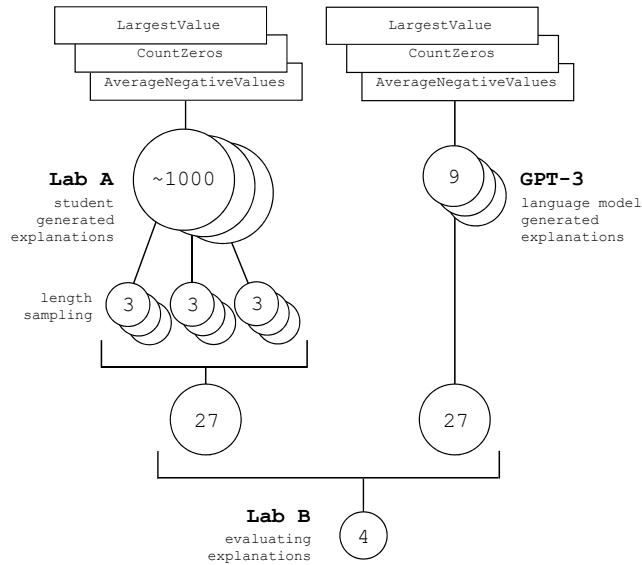 LargestValue
CountZeros
AverageNegativeValues
LargestValue
CountZeros
AverageNegativeValues
Lab A
student
generated
explanations
~1000
9
GPT-3
language model
generated
explanations
length
sampling
3
3
3
27
27
Lab B
evaluating
explanations
4